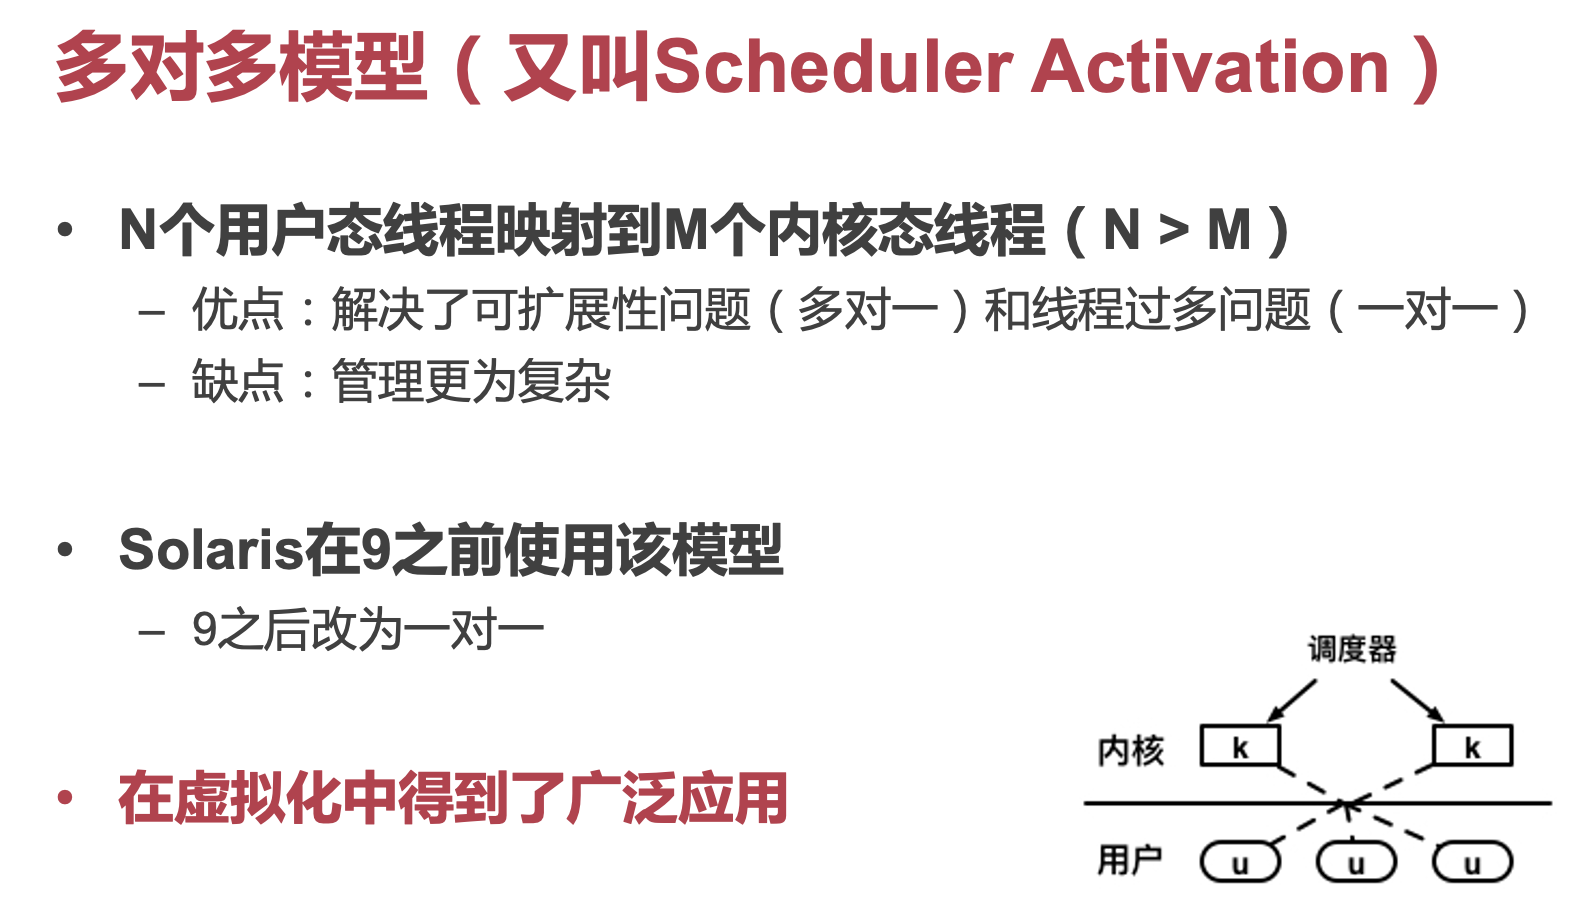 多对多模型（又叫Scheduler Activation）
• N个用户态线程映射到M个内核态线程（N > M）
– 优点：解决了可扩展性问题（多对一）和线程过多问题（一对一）
– 缺点：管理更为复杂
• Solaris在9之前使用该模型
– 9之后改为一对一
• 在虚拟化中得到了广泛应用
调度器
内核 k k
用户 u u u